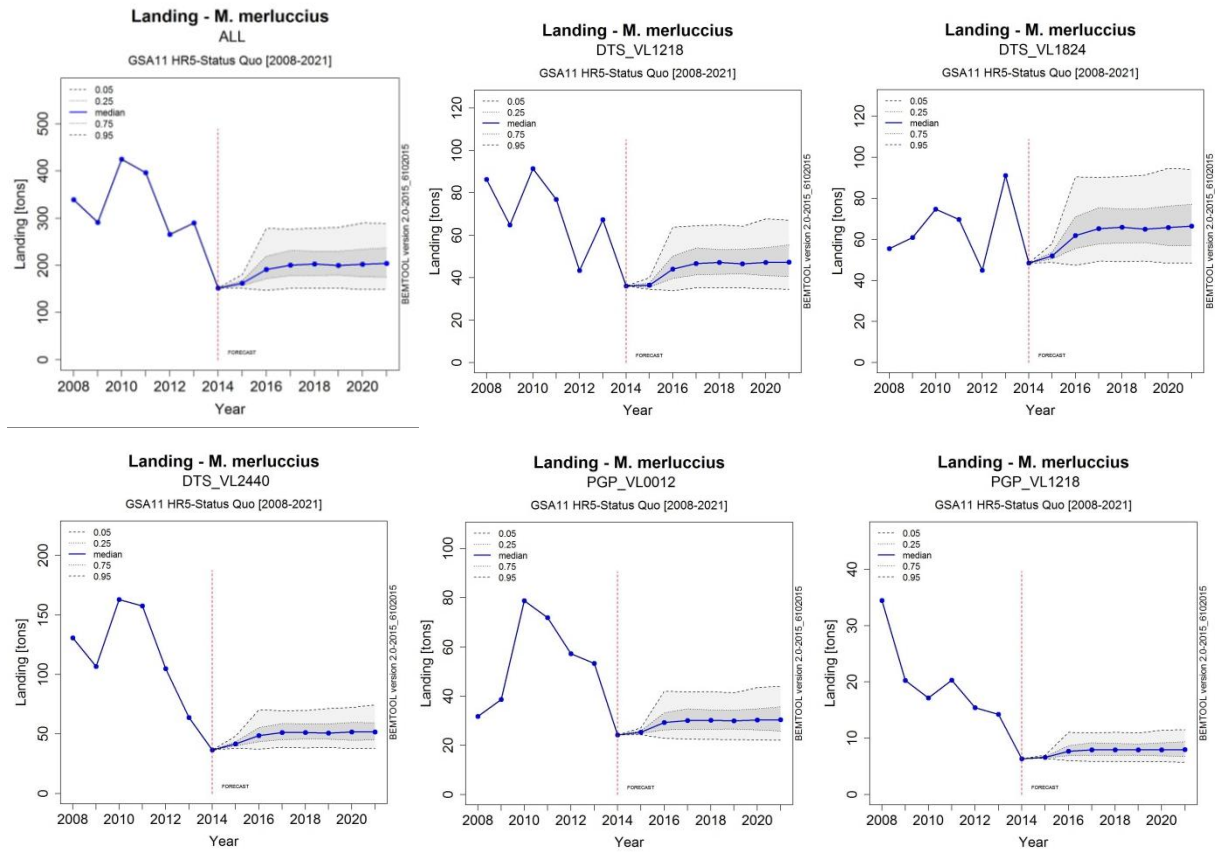 Landing - M. merluccius
ALL
GSA11 HR5-Status Quo [2008-2021]
0.05
0.25
median
0.75
0.95
500
400
300
200
100
0
Landing [tons]
FORECAST
2008 2010 2012 2014 2016 2018 2020
Year
BEMTOOL version 2.0-2015_6102015
Landing - M. merluccius
DTS_VL1218
GSA11 HR5-Status Quo [2008-2021]
0.05
0.25
median
0.75
0.95
120
100
80
60
40
20
0
Landing [tons]
FORECAST
2008 2010 2012 2014 2016 2018 2020
Year
BEMTOOL version 2.0-2015_6102015
Landing - M. merluccius
DTS_VL1824
GSA11 HR5-Status Quo [2008-2021]
0.05
0.25
median
0.75
0.95
120
100
80
60
40
20
0
Landing [tons]
FORECAST
2008 2010 2012 2014 2016 2018 2020
Year
BEMTOOL version 2.0-2015_6102015
Landing - M. merluccius
DTS_VL2440
GSA11 HR5-Status Quo [2008-2021]
0.05
0.25
median
0.75
0.95
200
150
100
50
0
Landing [tons]
FORECAST
2008 2010 2012 2014 2016 2018 2020
Year
BEMTOOL version 2.0-2015_6102015
Landing - M. merluccius
PGP_VL0012
GSA11 HR5-Status Quo [2008-2021]
0.05
0.25
median
0.75
0.95
100
80
60
40
20
0
Landing [tons]
FORECAST
2008 2010 2012 2014 2016 2018 2020
Year
BEMTOOL version 2.0-2015_6102015
Landing - M. merluccius
PGP_VL1218
GSA11 HR5-Status Quo [2008-2021]
0.05
0.25
median
0.75
0.95
40
30
20
10
0
Landing [tons]
FORECAST
2008 2010 2012 2014 2016 2018 2020
Year
BEMTOOL version 2.0-2015_6102015